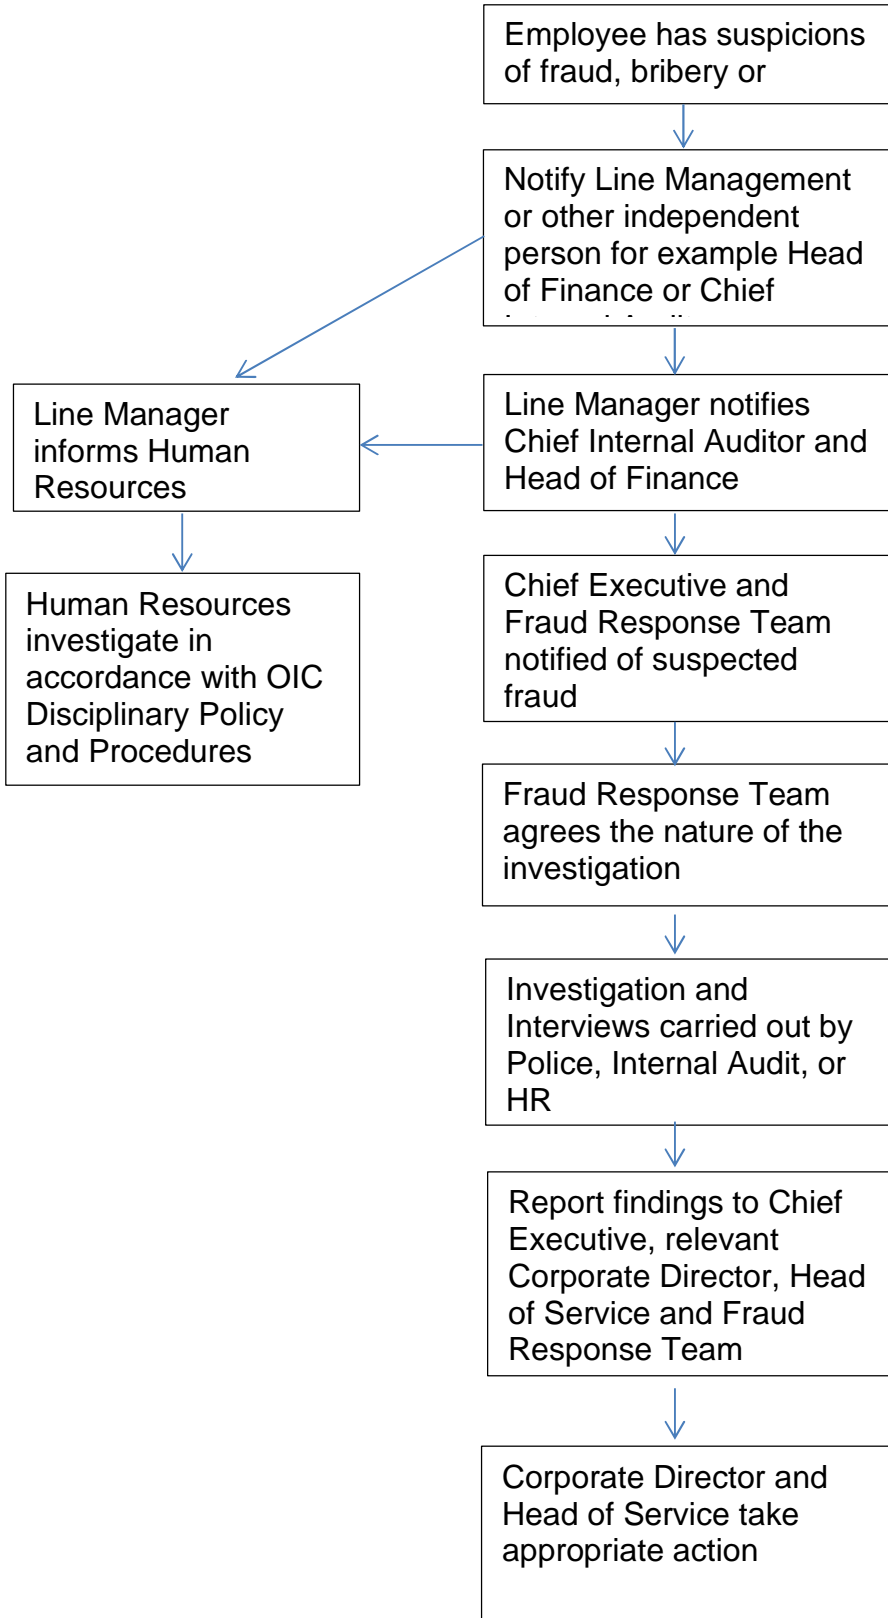 Employee has suspicions
of fraud, bribery or
Notify Line Management
or other independent
person for example Head
of Finance or Chief
Line Manager notifies
Chief Internal Auditor and
Head of Finance
Line Manager
informs Human
Resources
Human Resources
investigate in
accordance with OIC
Disciplinary Policy
and Procedures
Chief Executive and
Fraud Response Team
notified of suspected
fraud
Fraud Response Team
agrees the nature of the
investigation
Investigation and
Interviews carried out by
Police, Internal Audit, or
HR
Report findings to Chief
Executive, relevant
Corporate Director, Head
of Service and Fraud
Response Team
Corporate Director and
Head of Service take
appropriate action